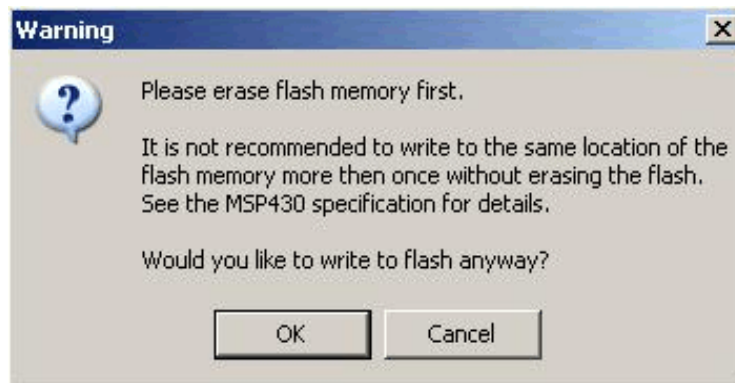 Warning
Please erase flash memory first.
It is not recommended to write to the same location of the
flash memory more then once without erasing the flash.
See the MSP430 specification for details.
Would you like to write to flash anyway?
OK
Cancel